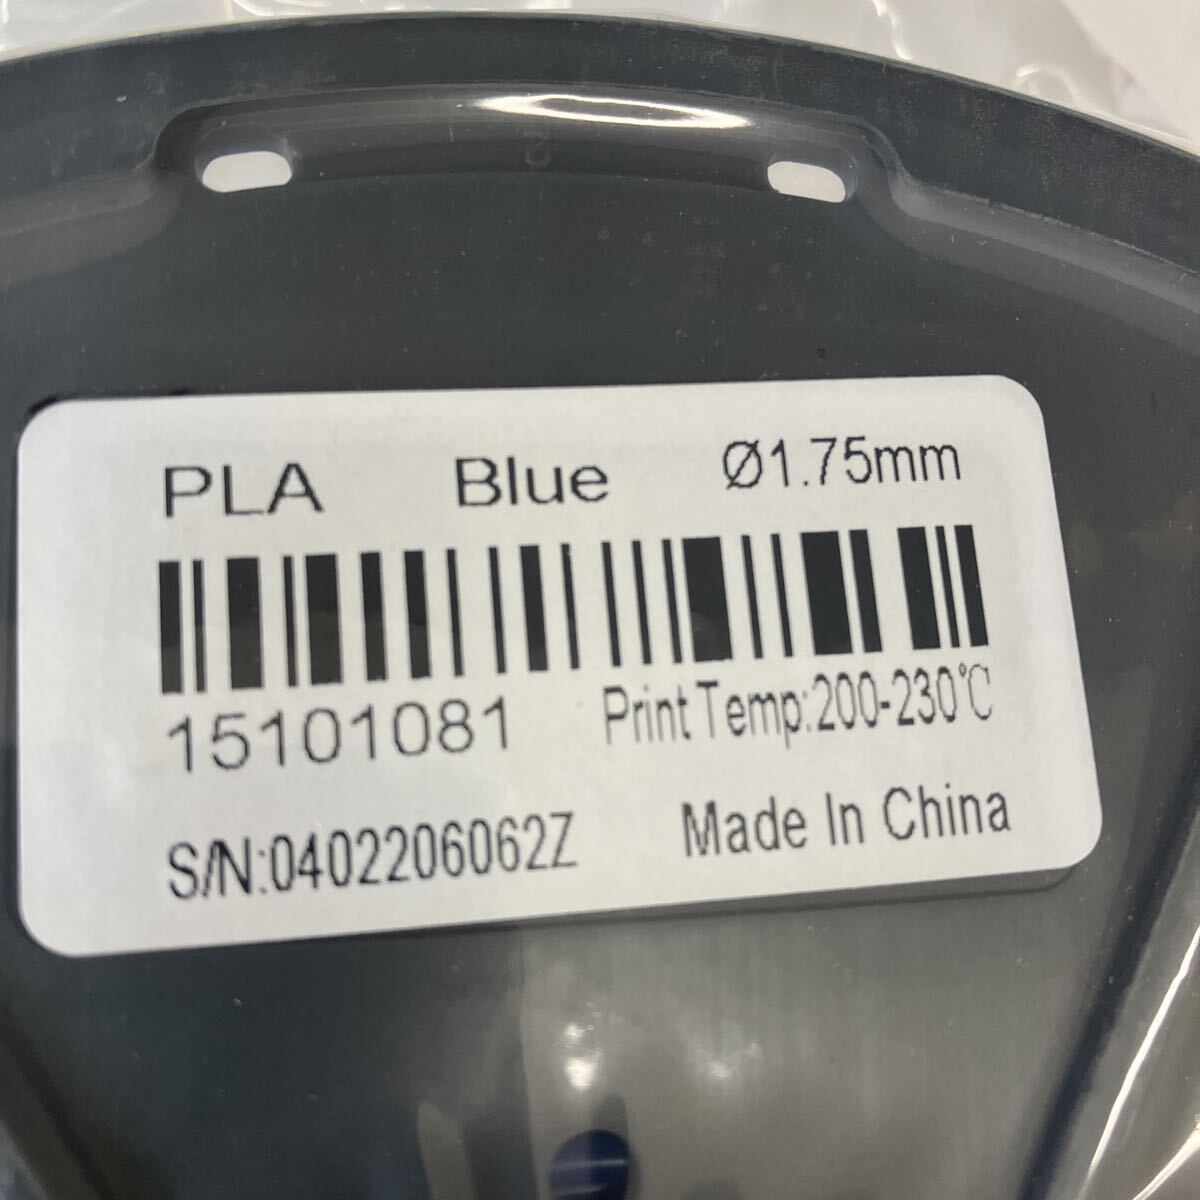 PLA Blue Ø1.75mm
15101081 Print Temp:200-230℃
S/N:0402206062Z Made In China